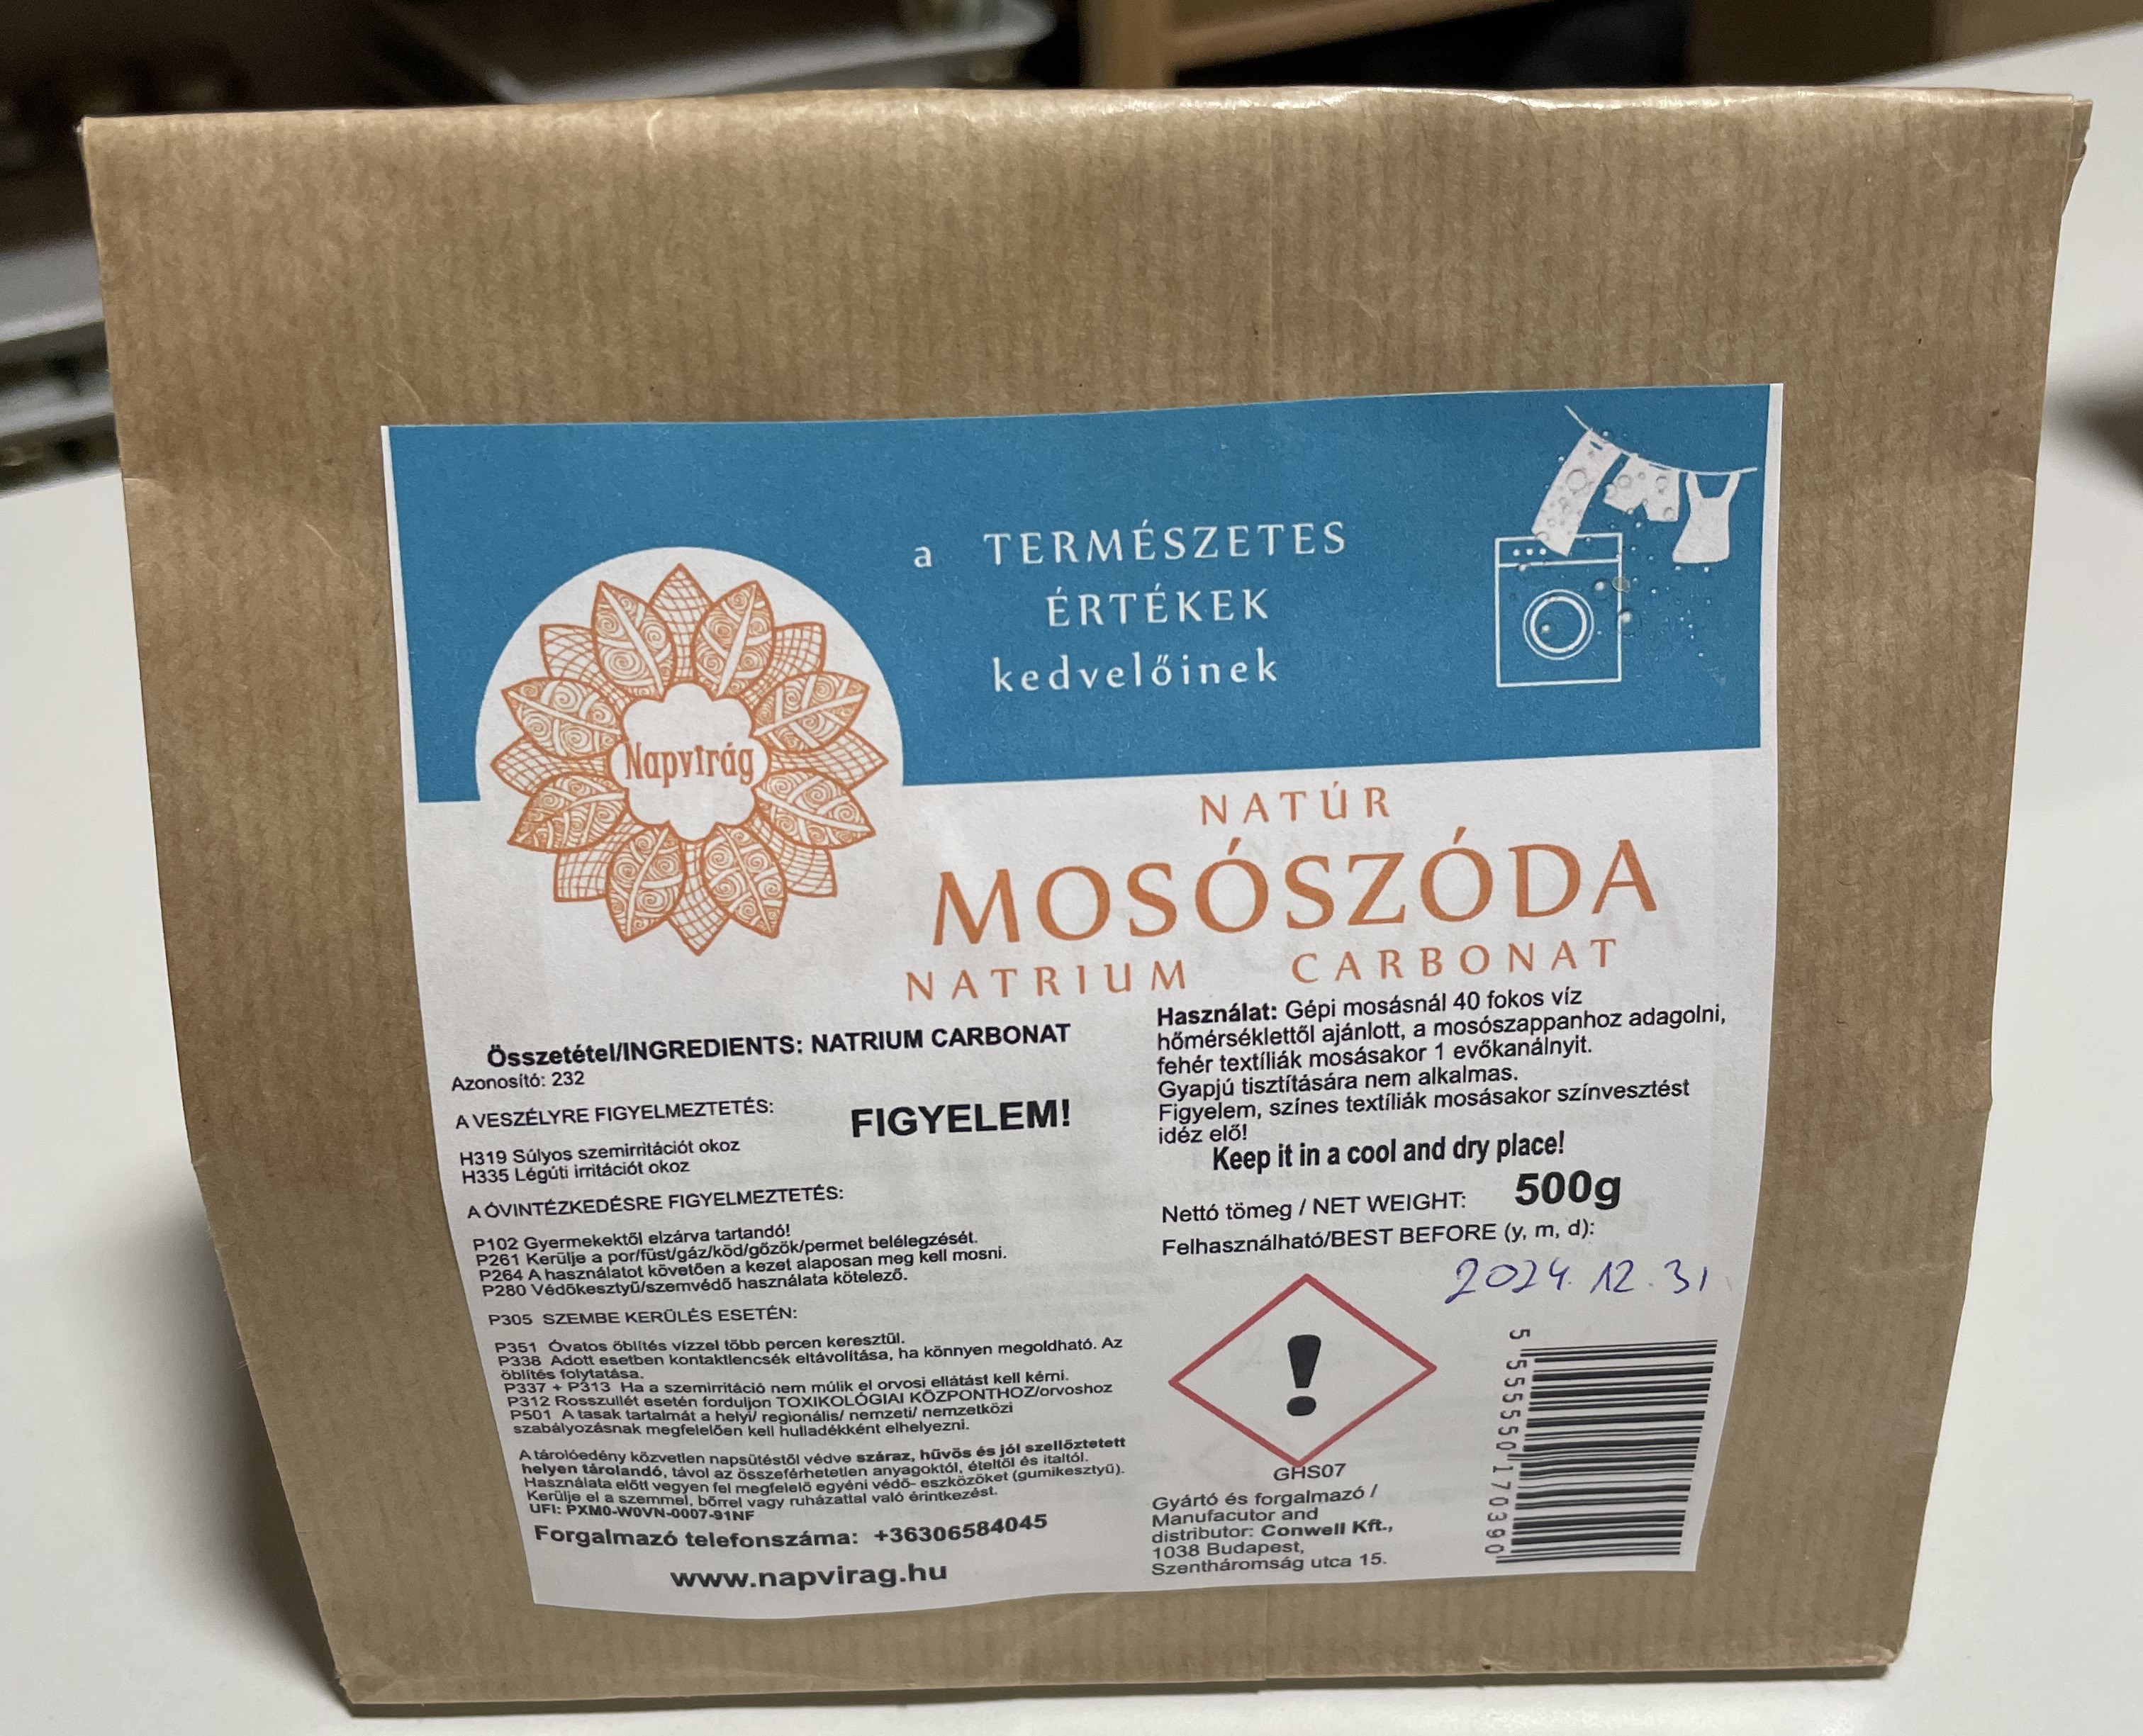 a TERMÉSZETES
ÉRTÉKEK
kedvelőinek
Napvirág
NATÚR
MOSÓSZÓDA
NATRIUM CARBONAT
Összetétel/INGREDIENTS: NATRIUM CARBONAT
Azonosító: 232
A VESZÉLYRE FIGYELMEZTETÉS:
FIGYELEM!
H319 Súlyos szemirritációt okoz
H335 Légúti irritációt okoz
A ÓVINTÉZKEDÉSRE FIGYELMEZTETÉS:
P102 Gyermekektől elzárva tartandó!
P261 Kerülje a por/füst/gáz/köd/gőzök/permet belélegzését.
P264 A használatot követően a kezet alaposan meg kell mosni.
P280 Védőkesztyű/szemvédő használata kötelező.
P305 SZEMBE KERÜLÉS ESETÉN:
P351 Óvatos öblítés vízzel több percen keresztül.
P338 Adott esetben kontaktlencsék eltávolítása, ha könnyen megoldható. Az
öblítés folytatása.
P337 + P313 Ha a szemirritáció nem múlik el orvosi ellátást kell kérni.
P312 Rosszullét esetén forduljon TOXIKOLÓGIAI KÖZPONTHOZ/orvoshoz
P501 A tasak tartalmát a helyi/ regionális/ nemzeti/ nemzetközi
szabályozásnak megfelelően kell hulladékként elhelyezni.
A tárolóedény közvetlen napsütéstől védve száraz, hűvös és jól szellőztetett
helyen tárolandó, távol az összeférhetetlen anyagoktól, ételtől és italtól.
Használata előtt vegyen fel megfelelő egyéni védő- eszközöket (gumikesztyű).
Kerülje el a szemmel, bőrrel vagy ruházattal való érintkezést.
UFI: PXM0-W0VN-0007-91NF
Forgalmazó telefonszáma: +36306584045
www.napvirag.hu
Használat: Gépi mosásnál 40 fokos víz
hőmérséklettől ajánlott, a mosószappanhoz adagolni,
fehér textíliák mosásakor 1 evőkanálnyit.
Gyapjú tisztítására nem alkalmas.
Figyelem, színes textíliák mosásakor színvesztést
idéz elő!
Keep it in a cool and dry place!
Nettó tömeg / NET WEIGHT: 500g
Felhasználható/BEST BEFORE (y, m, d):
2024. 12. 31
GHS07
Gyártó és forgalmazó /
Manufacutor and
distributor: Conwell Kft.,
1038 Budapest,
Szentháromság utca 15.
5 555550 170390